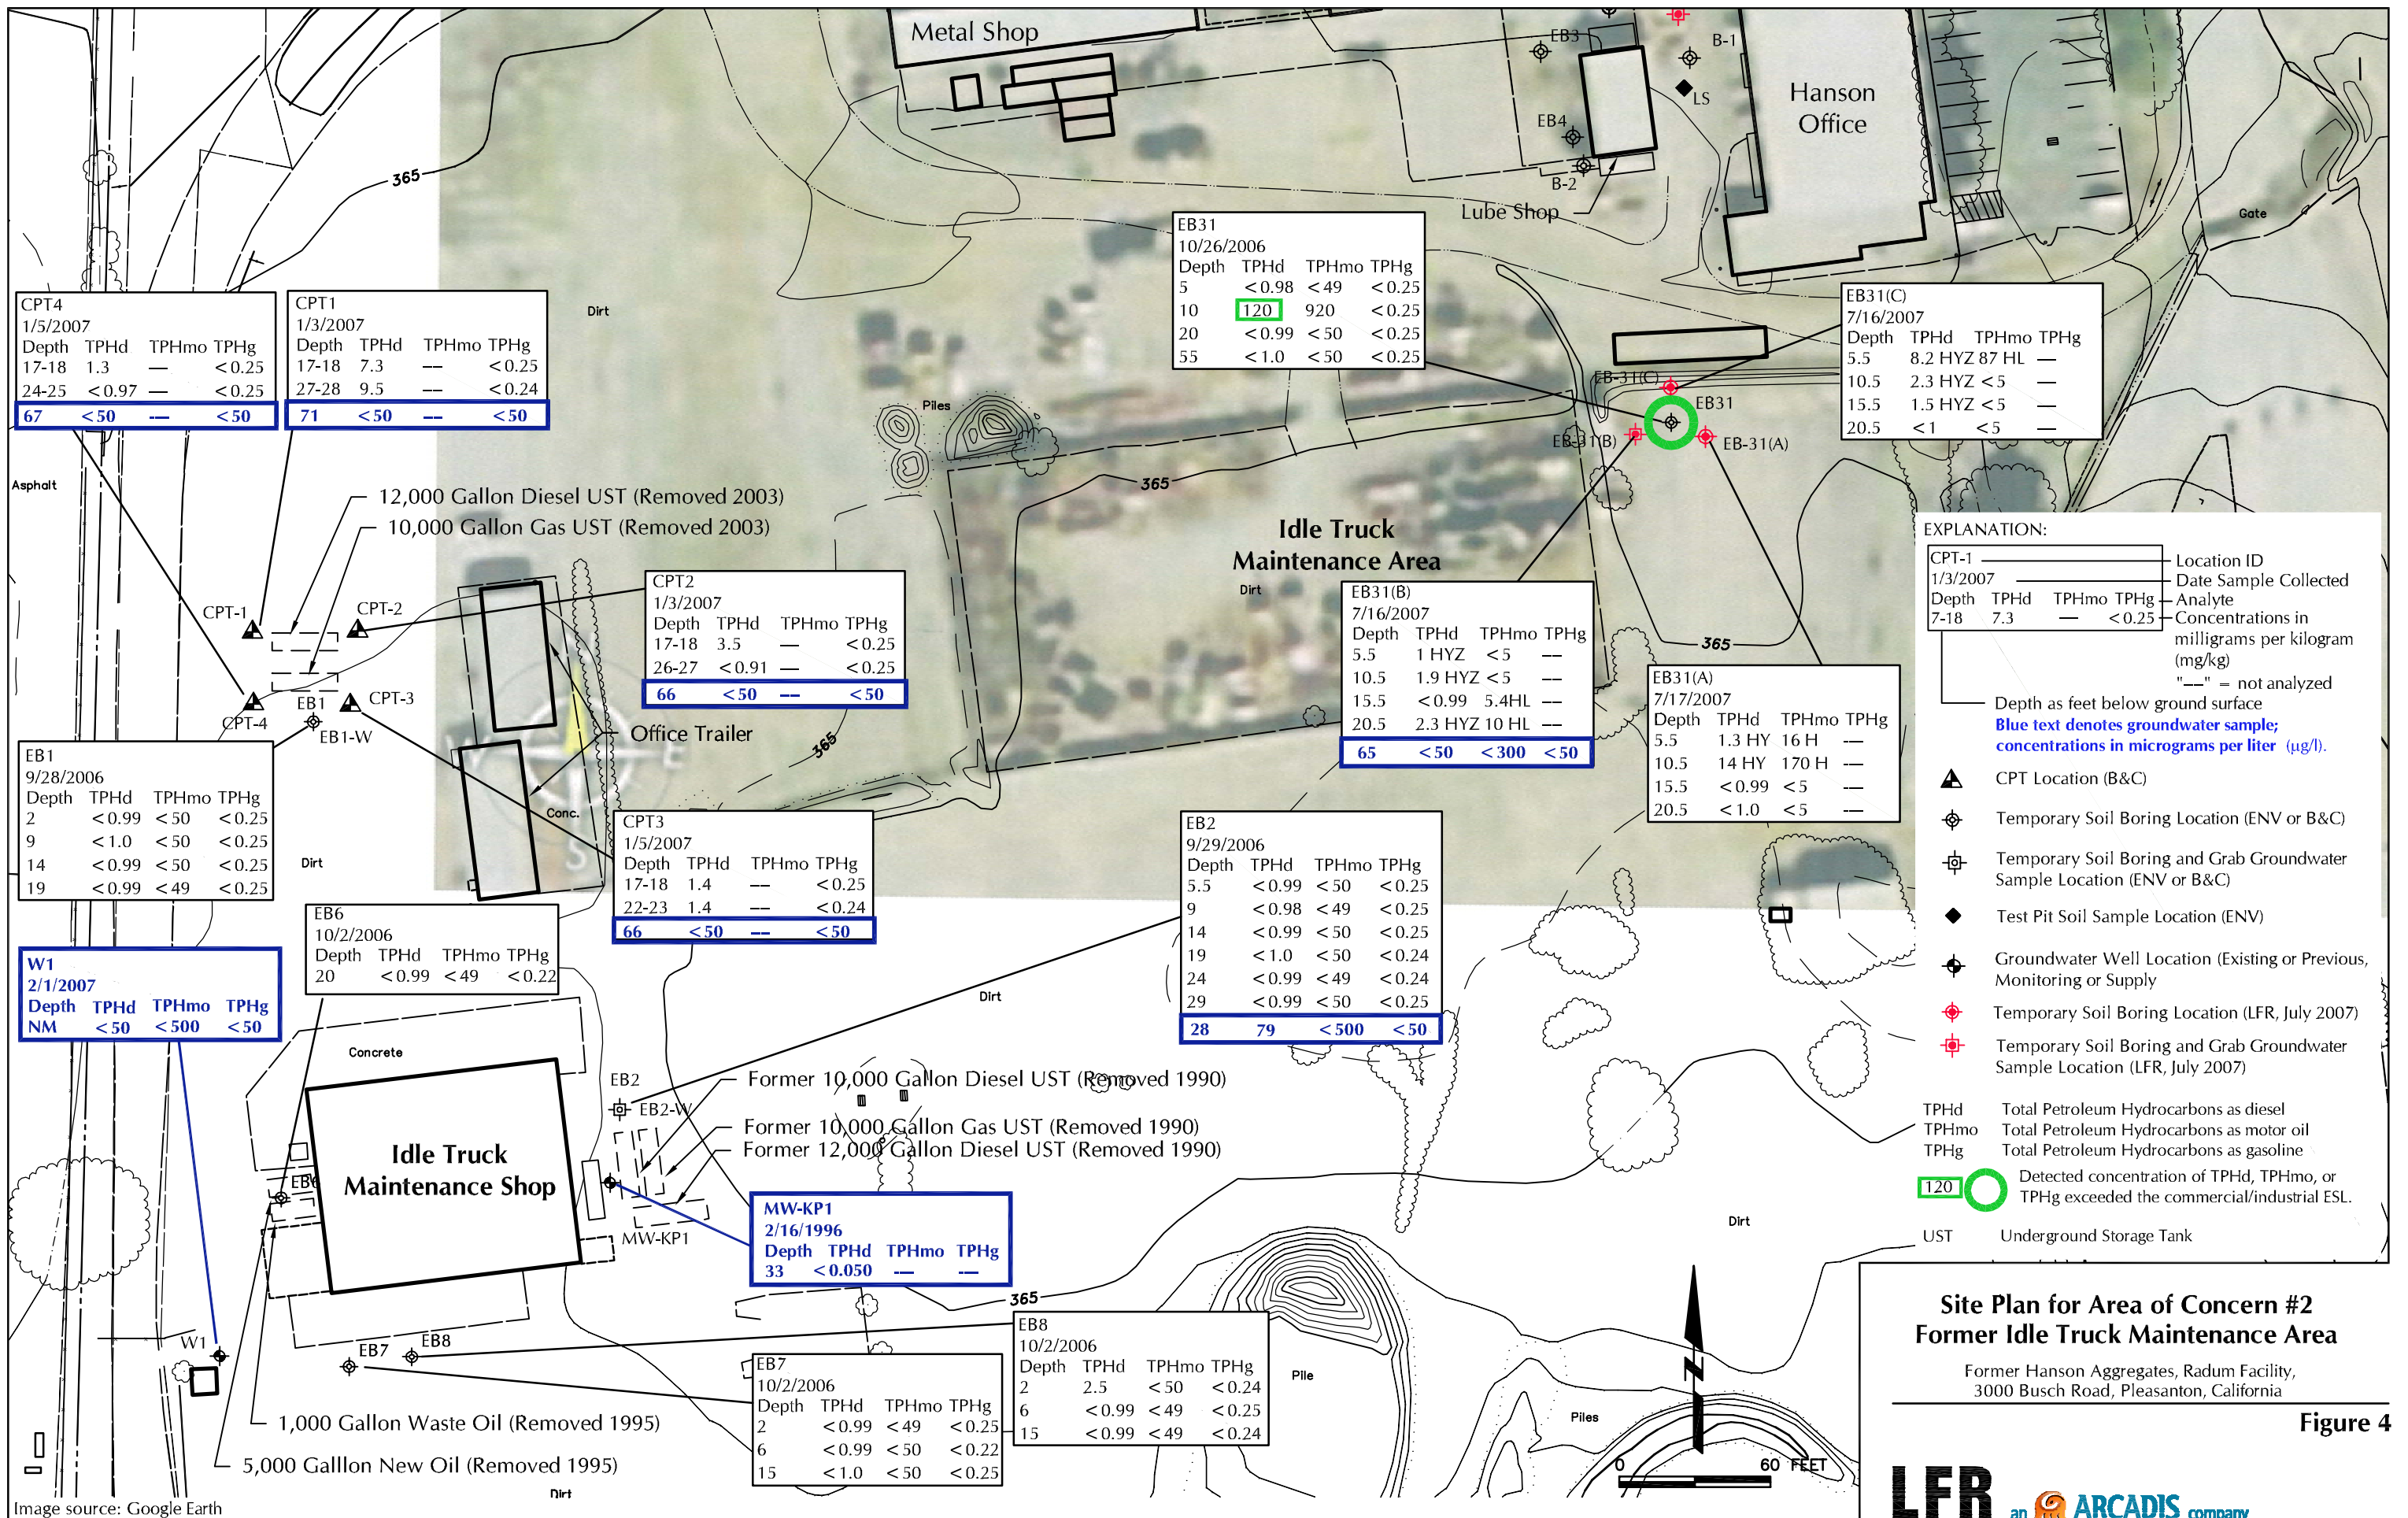 Metal Shop
EB3
B-1
LS
EB4
B-2
Lube Shop
Hanson
Office
Gate
365
EB31
10/26/2006
Depth TPHd TPHmo TPHg
5 <0.98 <49 <0.25
10 120 920 <0.25
20 <0.99 <50 <0.25
55 <1.0 <50 <0.25
CPT4
1/5/2007
Depth TPHd TPHmo TPHg
17-18 1.3 — <0.25
24-25 <0.97 — <0.25
67 <50 — <50
CPT1
1/3/2007
Depth TPHd TPHmo TPHg
17-18 7.3 -- <0.25
27-28 9.5 -- <0.24
71 <50 -- <50
Dirt
EB31(C)
7/16/2007
Depth TPHd TPHmo TPHg
5.5 8.2 HYZ 87 HL —
10.5 2.3 HYZ <5 —
15.5 1.5 HYZ <5 —
20.5 <1 <5 —
EB-31(C)
EB31
EB-31(B)
EB-31(A)
Piles
365
Asphalt
12,000 Gallon Diesel UST (Removed 2003)
10,000 Gallon Gas UST (Removed 2003)
Idle Truck
Maintenance Area
Dirt
CPT2
1/3/2007
Depth TPHd TPHmo TPHg
17-18 3.5 — <0.25
26-27 <0.91 — <0.25
66 <50 -- <50
EB31(B)
7/16/2007
Depth TPHd TPHmo TPHg
5.5 1 HYZ <5 --
10.5 1.9 HYZ <5 --
15.5 <0.99 5.4HL --
20.5 2.3 HYZ 10 HL --
65 <50 <300 <50
365
EB31(A)
7/17/2007
Depth TPHd TPHmo TPHg
5.5 1.3 HY 16 H --
10.5 14 HY 170 H --
15.5 <0.99 <5 --
20.5 <1.0 <5 --
CPT-1
CPT-2
CPT-3
CPT-4
EB1
EB1-W
Office Trailer
365
W
E
S
Conc.
EB1
9/28/2006
Depth TPHd TPHmo TPHg
2 <0.99 <50 <0.25
9 <1.0 <50 <0.25
14 <0.99 <50 <0.25
19 <0.99 <49 <0.25
Dirt
CPT3
1/5/2007
Depth TPHd TPHmo TPHg
17-18 1.4 -- <0.25
22-23 1.4 -- <0.24
66 <50 -- <50
EB2
9/29/2006
Depth TPHd TPHmo TPHg
5.5 <0.99 <50 <0.25
9 <0.98 <49 <0.25
14 <0.99 <50 <0.25
19 <1.0 <50 <0.24
24 <0.99 <49 <0.24
29 <0.99 <50 <0.25
28 79 <500 <50
EB6
10/2/2006
Depth TPHd TPHmo TPHg
20 <0.99 <49 <0.22
W1
2/1/2007
Depth TPHd TPHmo TPHg
NM <50 <500 <50
Dirt
Concrete
EB2
EB2-W
Former 10,000 Gallon Diesel UST (Removed 1990)
Former 10,000 Gallon Gas UST (Removed 1990)
Former 12,000 Gallon Diesel UST (Removed 1990)
Idle Truck
Maintenance Shop
EB6
MW-KP1
MW-KP1
2/16/1996
Depth TPHd TPHmo TPHg
33 <0.050 -- --
Dirt
365
W1
EB7
EB8
EB7
10/2/2006
Depth TPHd TPHmo TPHg
2 <0.99 <49 <0.25
6 <0.99 <50 <0.22
15 <1.0 <50 <0.25
EB8
10/2/2006
Depth TPHd TPHmo TPHg
2 2.5 <50 <0.24
6 <0.99 <49 <0.25
15 <0.99 <49 <0.24
Pile
Piles
1,000 Gallon Waste Oil (Removed 1995)
5,000 Galllon New Oil (Removed 1995)
Dirt
Image source: Google Earth
N
0 60 FEET
EXPLANATION:
CPT-1 Location ID
1/3/2007 Date Sample Collected
Depth TPHd TPHmo TPHg Analyte
7-18 7.3 — <0.25 Concentrations in
milligrams per kilogram
(mg/kg)
"--" = not analyzed
Depth as feet below ground surface
Blue text denotes groundwater sample;
concentrations in micrograms per liter (µg/l).
CPT Location (B&C)
Temporary Soil Boring Location (ENV or B&C)
Temporary Soil Boring and Grab Groundwater
Sample Location (ENV or B&C)
Test Pit Soil Sample Location (ENV)
Groundwater Well Location (Existing or Previous,
Monitoring or Supply
Temporary Soil Boring Location (LFR, July 2007)
Temporary Soil Boring and Grab Groundwater
Sample Location (LFR, July 2007)
TPHd Total Petroleum Hydrocarbons as diesel
TPHmo Total Petroleum Hydrocarbons as motor oil
TPHg Total Petroleum Hydrocarbons as gasoline
120 Detected concentration of TPHd, TPHmo, or
TPHg exceeded the commercial/industrial ESL.
UST Underground Storage Tank
Site Plan for Area of Concern #2
Former Idle Truck Maintenance Area
Former Hanson Aggregates, Radum Facility,
3000 Busch Road, Pleasanton, California
Figure 4
LFR an ARCADIS company